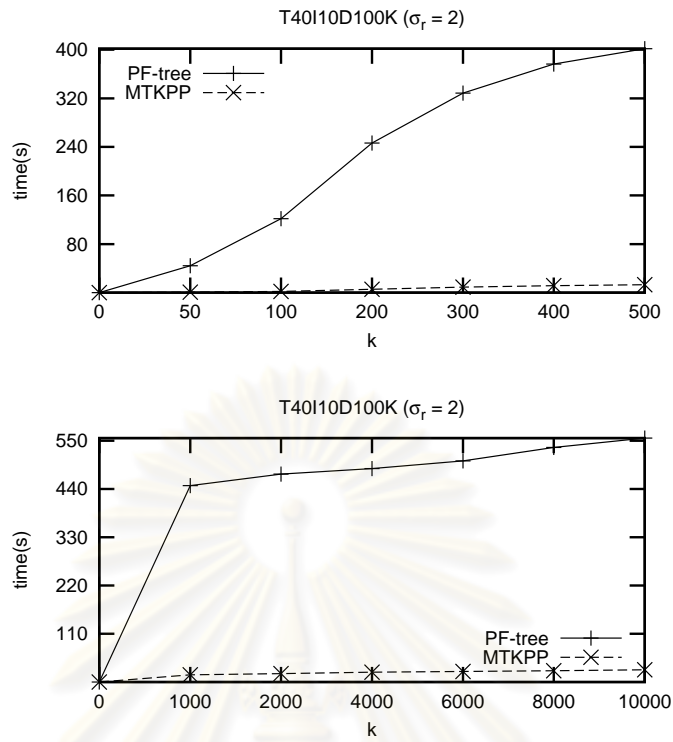 T40I10D100K (σr = 2)
400
320
240
160
80
time(s)
PF-tree
MTKPP
0 50 100 200 300 400 500
k
T40I10D100K (σr = 2)
550
440
330
220
110
time(s)
PF-tree
MTKPP
0 1000 2000 4000 6000 8000 10000
k